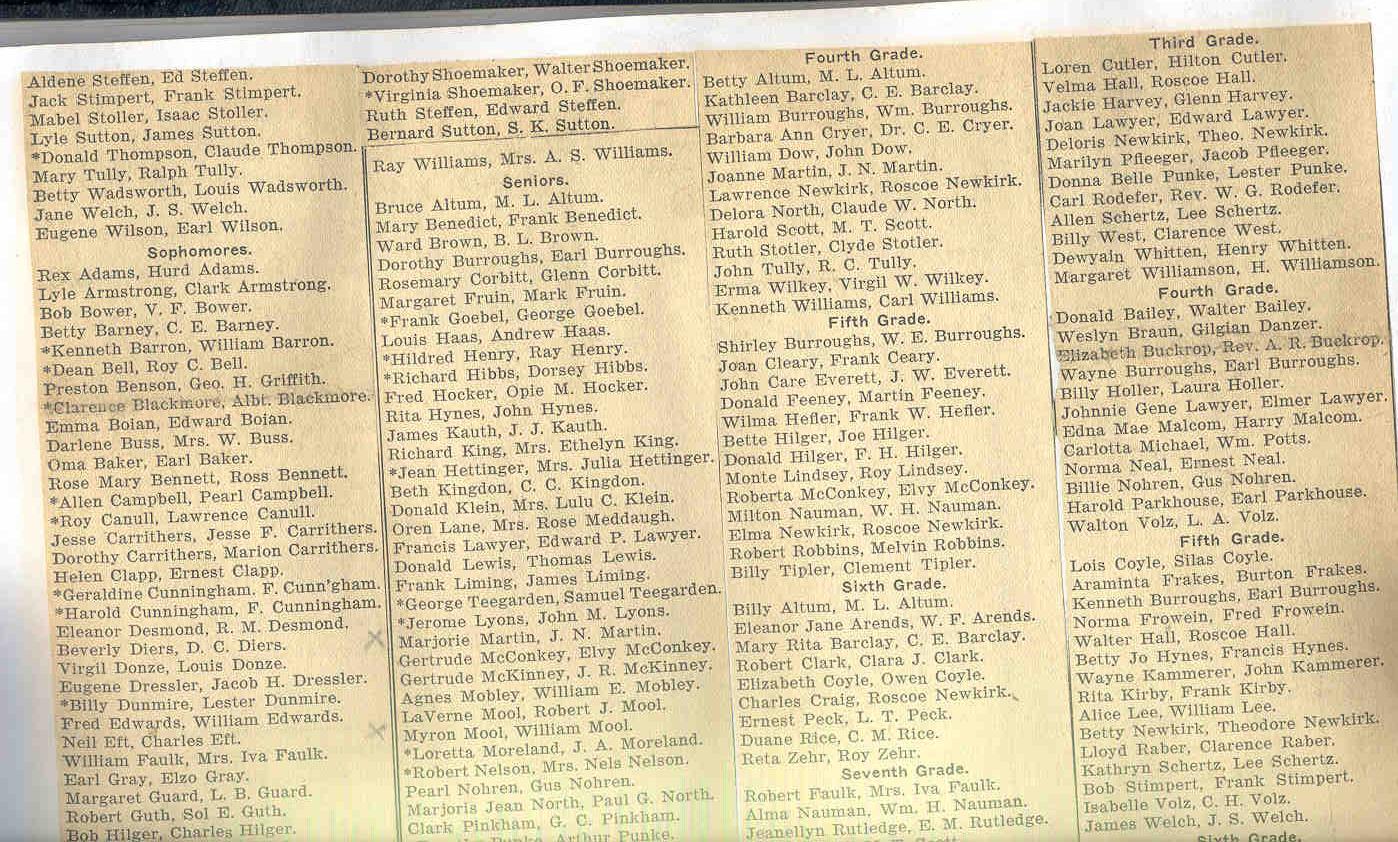 Aldene Steffen, Ed Steffen.
Jack Stimpert, Frank Stimpert.
Mabel Stoller, Isaac Stoller.
Lyle Sutton, James Sutton.
*Donald Thompson, Claude Thompson.
Mary Tully, Ralph Tully.
Betty Wadsworth, Louis Wadsworth.
Jane Welch, J. S. Welch.
Eugene Wilson, Earl Wilson.
Sophomores.
Rex Adams, Hurd Adams.
Lyle Armstrong, Clark Armstrong.
Bob Bower, V. F. Bower.
Betty Barney, C. E. Barney.
*Kenneth Barron, William Barron.
*Dean Bell, Roy C. Bell.
Preston Benson, Geo. H. Griffith.
*Clarence Blackmore, Albt. Blackmore.
Emma Boian, Edward Boian.
Darlene Buss, Mrs. W. Buss.
Oma Baker, Earl Baker.
Rose Mary Bennett, Ross Bennett.
*Allen Campbell, Pearl Campbell.
*Roy Canull, Lawrence Canull.
Jesse Carrithers, Jesse F. Carrithers.
Dorothy Carrithers, Marion Carrithers.
Helen Clapp, Ernest Clapp.
*Geraldine Cunningham, F. Cunn'gham.
*Harold Cunningham, F. Cunningham.
Eleanor Desmond, R. M. Desmond.
Beverly Diers, D. C. Diers.
Virgil Donze, Louis Donze.
Eugene Dressler, Jacob H. Dressler.
*Billy Dunmire, Lester Dunmire.
Fred Edwards, William Edwards.
Neil Eft, Charles Eft.
William Faulk, Mrs. Iva Faulk.
Earl Gray, Elzo Gray.
Margaret Guard, L. B. Guard.
Robert Guth, Sol E. Guth.
Bob Hilger, Charles Hilger.
Dorothy Shoemaker, Walter Shoemaker.
*Virginia Shoemaker, O. F. Shoemaker.
Ruth Steffen, Edward Steffen.
Bernard Sutton, S. K. Sutton.
Ray Williams, Mrs. A. S. Williams.
Seniors.
Bruce Altum, M. L. Altum.
Mary Benedict, Frank Benedict.
Ward Brown, B. L. Brown.
Dorothy Burroughs, Earl Burroughs.
Rosemary Corbitt, Glenn Corbitt.
Margaret Fruin, Mark Fruin.
*Frank Goebel, George Goebel.
Louis Haas, Andrew Haas.
*Hildred Henry, Ray Henry.
*Richard Hibbs, Dorsey Hibbs.
Fred Hocker, Opie M. Hocker.
Rita Hynes, John Hynes.
James Kauth, J. J. Kauth.
Richard King, Mrs. Ethelyn King.
*Jean Hettinger, Mrs. Julia Hettinger.
Beth Kingdon, C. C. Kingdon.
Donald Klein, Mrs. Lulu C. Klein.
Oren Lane, Mrs. Rose Meddaugh.
Francis Lawyer, Edward P. Lawyer.
Donald Lewis, Thomas Lewis.
Frank Liming, James Liming.
*George Teegarden, Samuel Teegarden.
*Jerome Lyons, John M. Lyons.
Marjorie Martin, J. N. Martin.
Gertrude McConkey, Elvy McConkey.
Gertrude McKinney, J. R. McKinney.
Agnes Mobley, William E. Mobley.
LaVerne Mool, Robert J. Mool.
Myron Mool, William Mool.
*Loretta Moreland, J. A. Moreland.
*Robert Nelson, Mrs. Nels Nelson.
Pearl Nohren, Gus Nohren.
Marjoris Jean North, Paul G. North.
Clark Pinkham, G. C. Pinkham.
Punke, Arthur Punke.
Fourth Grade.
Betty Altum, M. L. Altum.
Kathleen Barclay, C. E. Barclay.
William Burroughs, Wm. Burroughs.
Barbara Ann Cryer, Dr. C. E. Cryer.
William Dow, John Dow.
Joanne Martin, J. N. Martin.
Lawrence Newkirk, Roscoe Newkirk.
Delora North, Claude W. North.
Harold Scott, M. T. Scott.
Ruth Stotler, Clyde Stotler.
John Tully, R. C. Tully.
Erma Wilkey, Virgil W. Wilkey.
Kenneth Williams, Carl Williams.
Fifth Grade.
Shirley Burroughs, W. E. Burroughs.
Joan Cleary, Frank Ceary.
John Care Everett, J. W. Everett.
Donald Feeney, Martin Feeney.
Wilma Hefler, Frank W. Hefler.
Bette Hilger, Joe Hilger.
Donald Hilger, F. H. Hilger.
Monte Lindsey, Roy Lindsey.
Roberta McConkey, Elvy McConkey.
Milton Nauman, W. H. Nauman.
Elma Newkirk, Roscoe Newkirk.
Robert Robbins, Melvin Robbins.
Billy Tipler, Clement Tipler.
Sixth Grade.
Billy Altum, M. L. Altum.
Eleanor Jane Arends, W. F. Arends.
Mary Rita Barclay, C. E. Barclay.
Robert Clark, Clara J. Clark.
Elizabeth Coyle, Owen Coyle.
Charles Craig, Roscoe Newkirk.
Ernest Peck, L. T. Peck.
Duane Rice, C. M. Rice.
Reta Zehr, Roy Zehr.
Seventh Grade.
Robert Faulk, Mrs. Iva Faulk.
Alma Nauman, Wm. H. Nauman.
Jeanellyn Rutledge, E. M. Rutledge.
Third Grade.
Loren Cutler, Hilton Cutler.
Velma Hall, Roscoe Hall.
Jackie Harvey, Glenn Harvey.
Joan Lawyer, Edward Lawyer.
Deloris Newkirk, Theo. Newkirk.
Marilyn Pfleeger, Jacob Pfleeger.
Donna Belle Punke, Lester Punke.
Carl Rodefer, Rev. W. G. Rodefer.
Allen Schertz, Lee Schertz.
Billy West, Clarence West.
Dewyain Whitten, Henry Whitten.
Margaret Williamson, H. Williamson.
Fourth Grade.
Donald Bailey, Walter Bailey.
Weslyn Braun, Gilgian Danzer.
Elizabeth Buckrop, Rev. A. R. Buckrop.
Wayne Burroughs, Earl Burroughs.
Billy Holler, Laura Holler.
Johnnie Gene Lawyer, Elmer Lawyer.
Edna Mae Malcom, Harry Malcom.
Carlotta Michael, Wm. Potts.
Norma Neal, Ernest Neal.
Billie Nohren, Gus Nohren.
Harold Parkhouse, Earl Parkhouse.
Walton Volz, L. A. Volz.
Fifth Grade.
Lois Coyle, Silas Coyle.
Araminta Frakes, Burton Frakes.
Kenneth Burroughs, Earl Burroughs.
Norma Frowein, Fred Frowein.
Walter Hall, Roscoe Hall.
Betty Jo Hynes, Francis Hynes.
Wayne Kammerer, John Kammerer.
Rita Kirby, Frank Kirby.
Alice Lee, William Lee.
Betty Newkirk, Theodore Newkirk.
Lloyd Raber, Clarence Raber.
Kathryn Schertz, Lee Schertz.
Bob Stimpert, Frank Stimpert.
Isabelle Volz, C. H. Volz.
James Welch, J. S. Welch.
Sixth Grade.